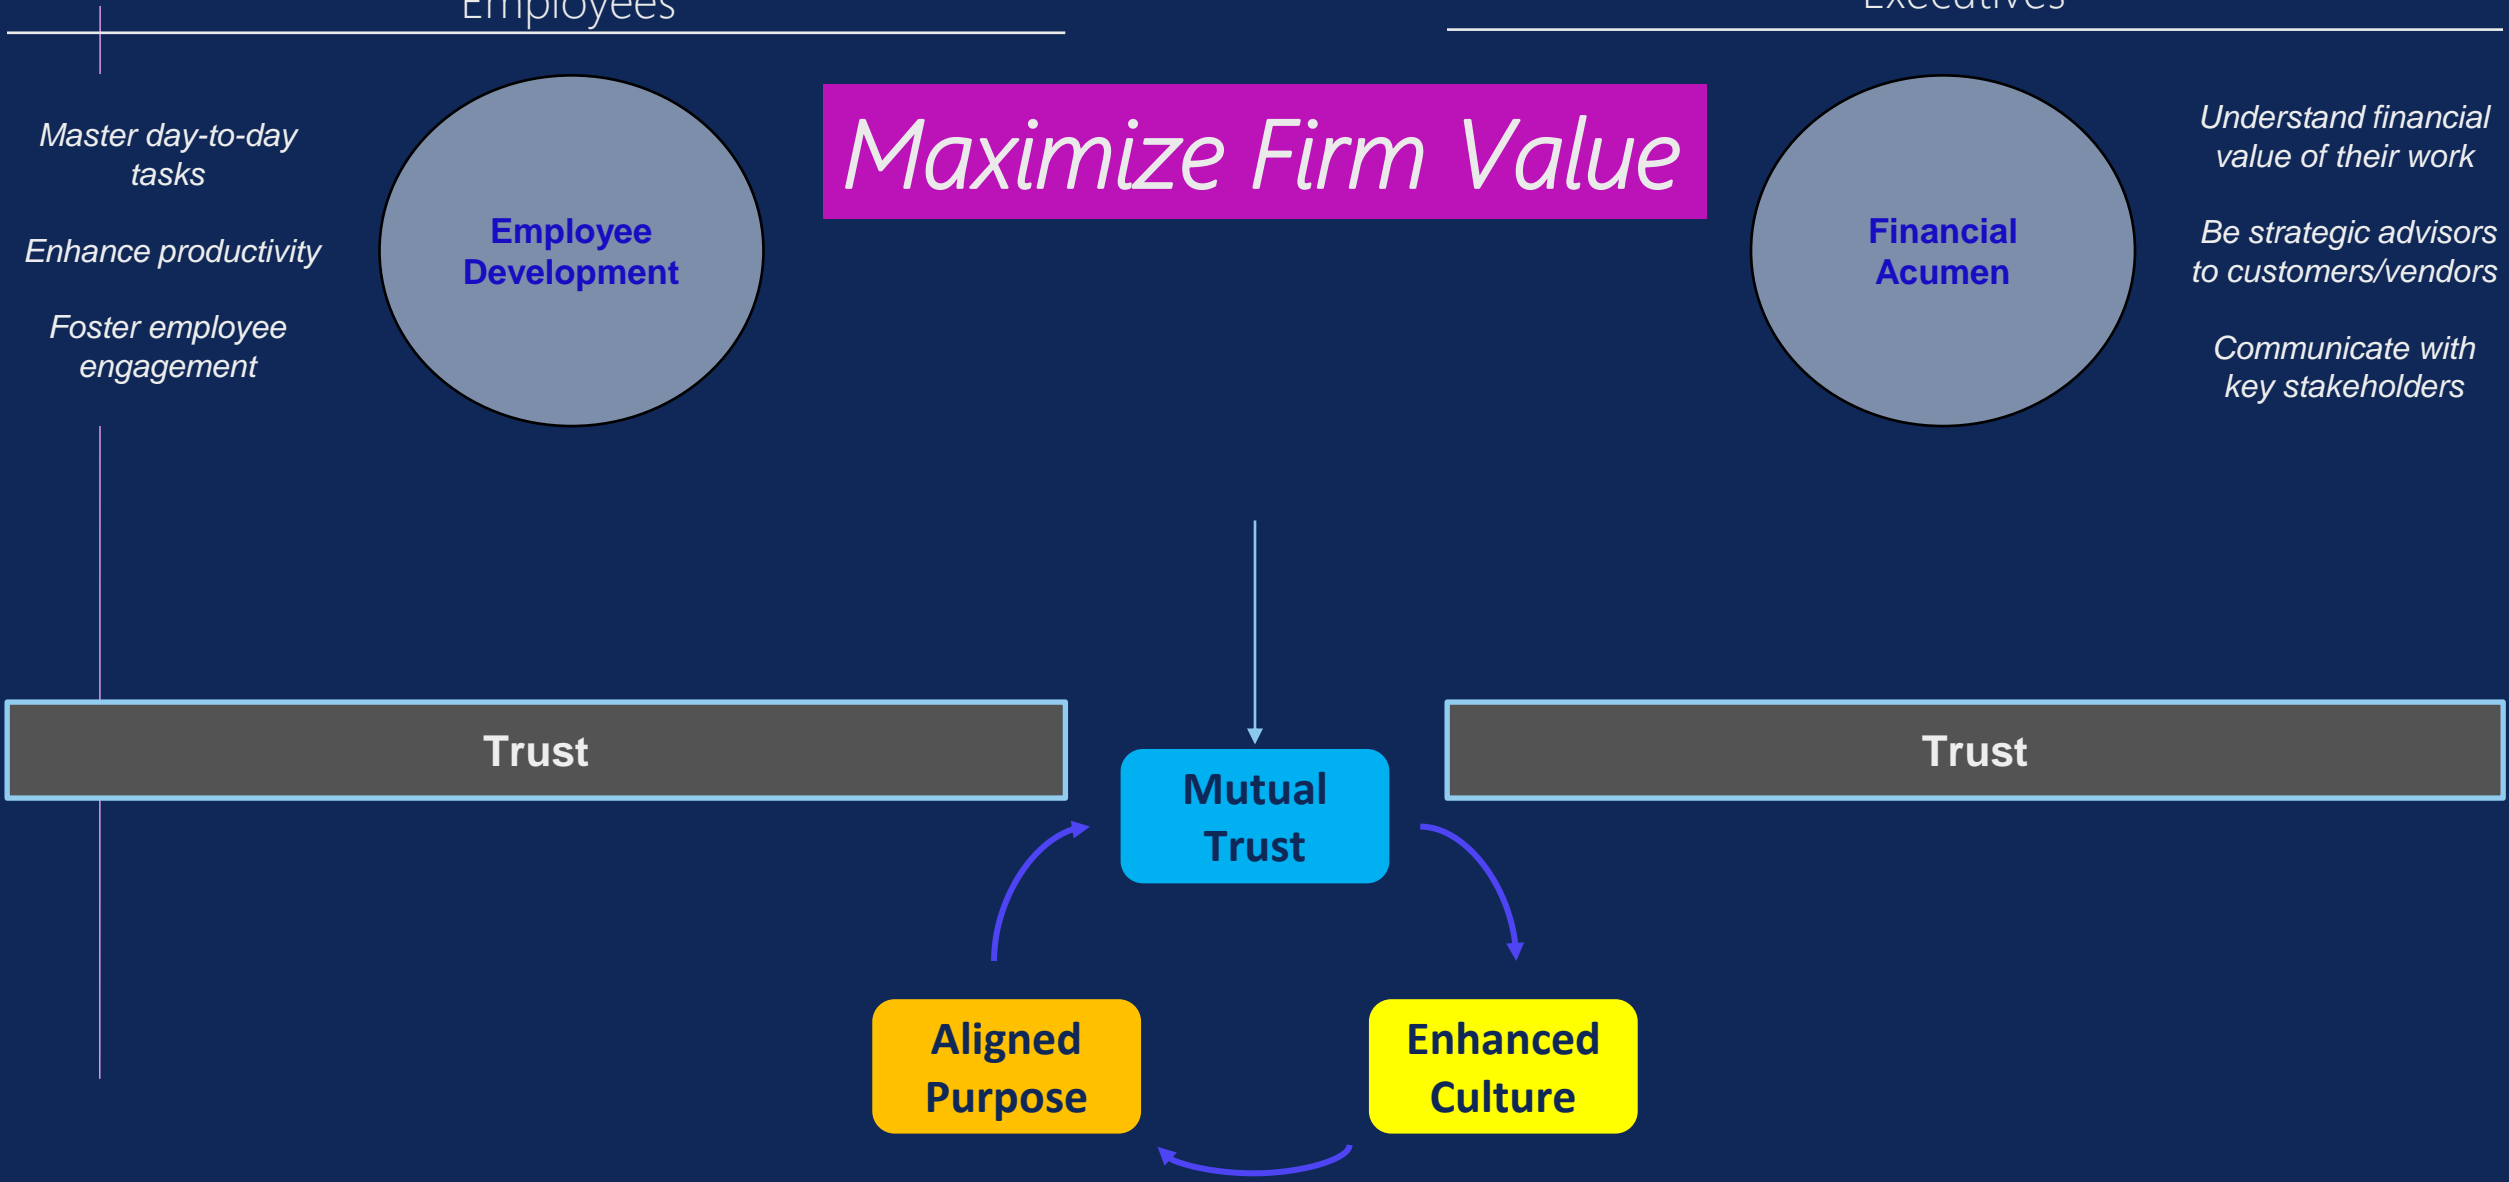 Employees
Executives
Maximize Firm Value
Master day-to-day
tasks
Enhance productivity
Foster employee
engagement
Employee
Development
Financial
Acumen
Understand financial
value of their work
Be strategic advisors
to customers/vendors
Communicate with
key stakeholders
Trust
Trust
Mutual
Trust
Aligned
Purpose
Enhanced
Culture